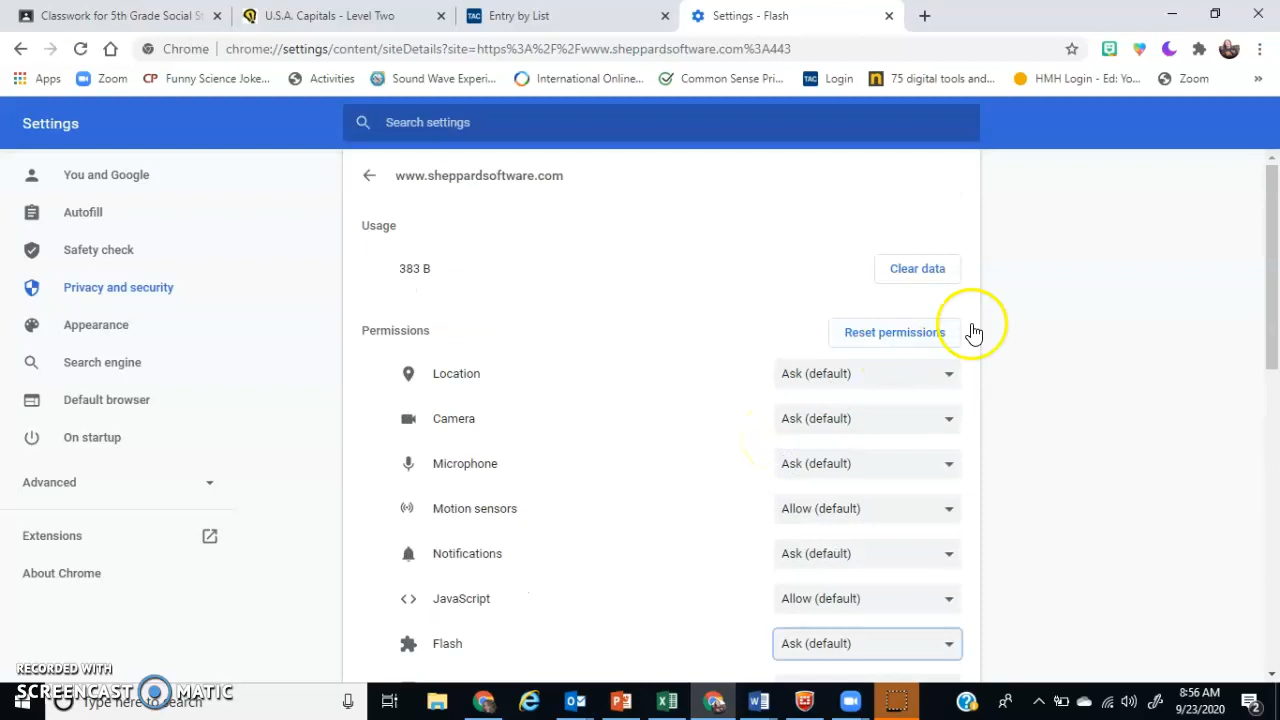 Classwork for 5th Grade Social St
U.S.A. Capitals - Level Two
TAC Entry by List
Settings - Flash
Chrome | chrome://settings/content/siteDetails?site=https%3A%2F%2Fwww.sheppardsoftware.com%3A443
Apps Zoom CP Funny Science Joke... Activities Sound Wave Experi... International Online... Common Sense Pri... TAC Login 75 digital tools and... HMH Login - Ed: Yo... Zoom »
Settings
Search settings
You and Google
Autofill
Safety check
Privacy and security
Appearance
Search engine
Default browser
On startup
Advanced
Extensions
About Chrome
www.sheppardsoftware.com
Usage
383 B
Clear data
Permissions
Reset permissions
Location Ask (default)
Camera Ask (default)
Microphone Ask (default)
Motion sensors Allow (default)
Notifications Ask (default)
JavaScript Allow (default)
Flash Ask (default)
RECORDED WITH
SCREENCAST MATIC
Type here to search
8:56 AM
9/23/2020
2